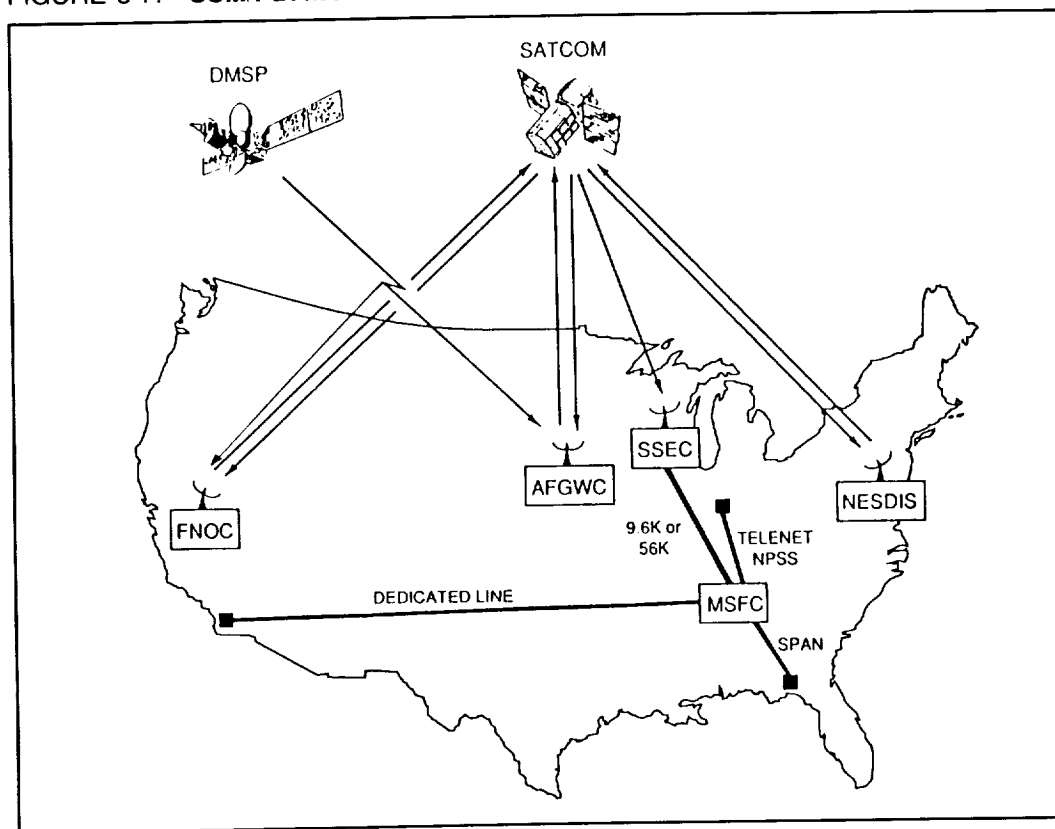 DMSP
SATCOM
SSEC
AFGWC
NESDIS
FNOC
9.6K or
56K
TELENET
NPSS
MSFC
DEDICATED LINE
SPAN